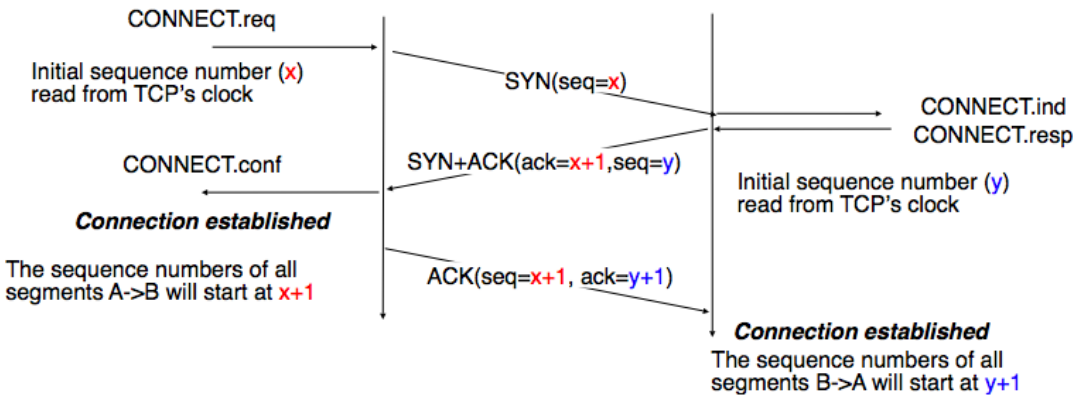 CONNECT.req
Initial sequence number (x)
read from TCP's clock
SYN(seq=x)
CONNECT.ind
CONNECT.resp
CONNECT.conf
SYN+ACK(ack=x+1,seq=y)
Initial sequence number (y)
read from TCP's clock
Connection established
The sequence numbers of all
segments A->B will start at x+1
ACK(seq=x+1, ack=y+1)
Connection established
The sequence numbers of all
segments B->A will start at y+1